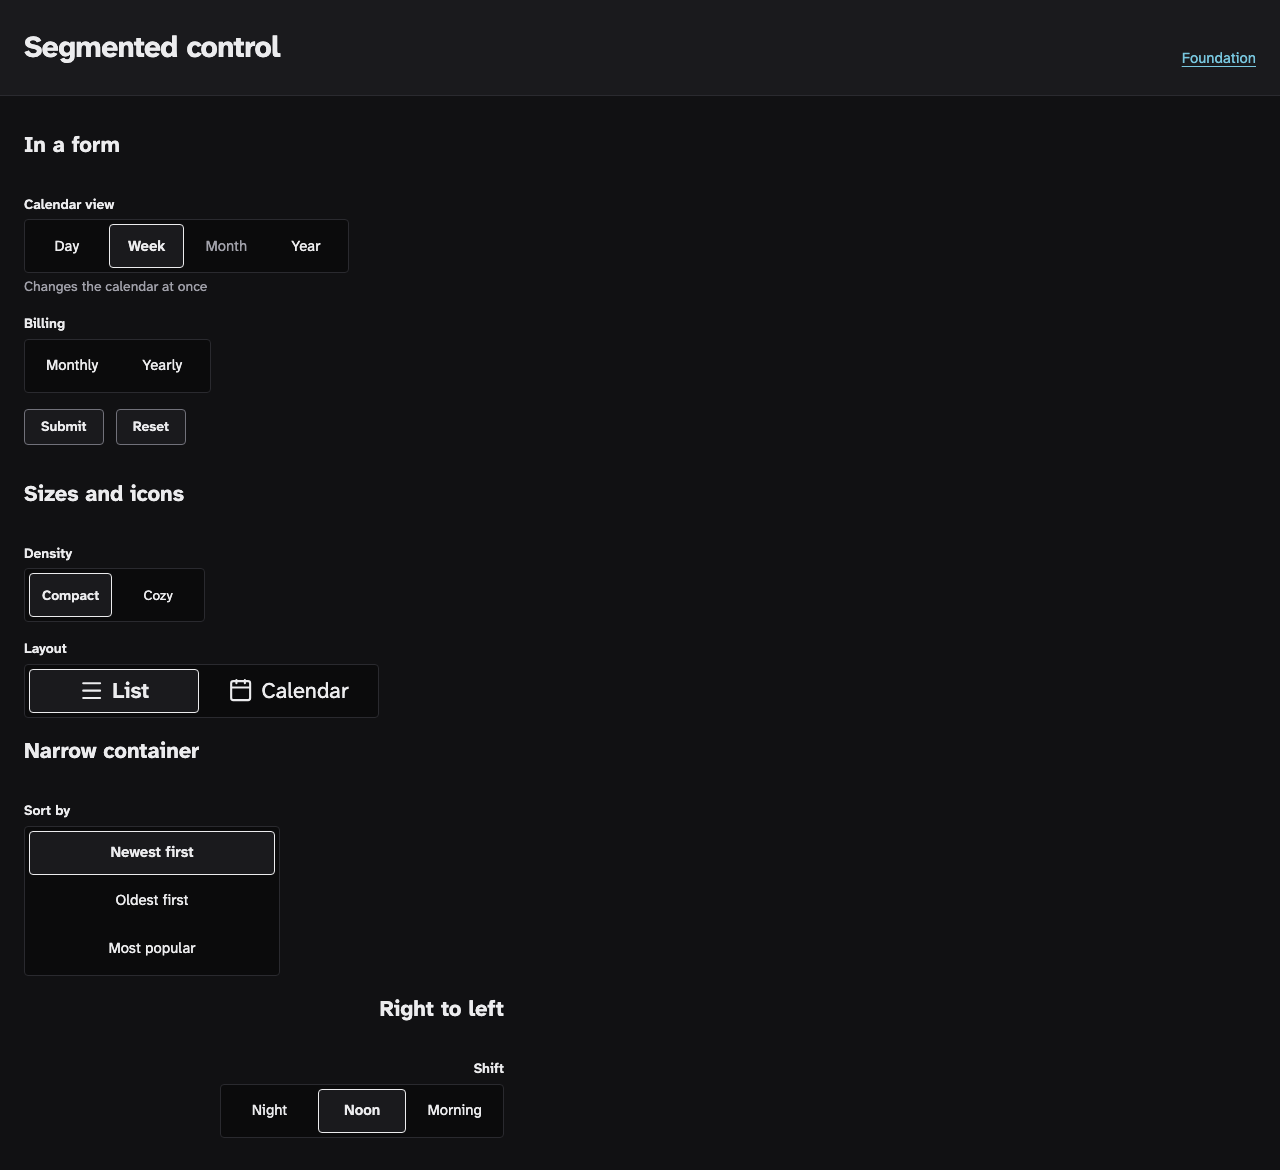 Segmented control
Foundation
In a form
Calendar view
Day Week Month Year
Changes the calendar at once
Billing
Monthly Yearly
Submit Reset
Sizes and icons
Density
Compact Cozy
Layout
List Calendar
Narrow container
Sort by
Newest first
Oldest first
Most popular
Right to left
Shift
Night Noon Morning